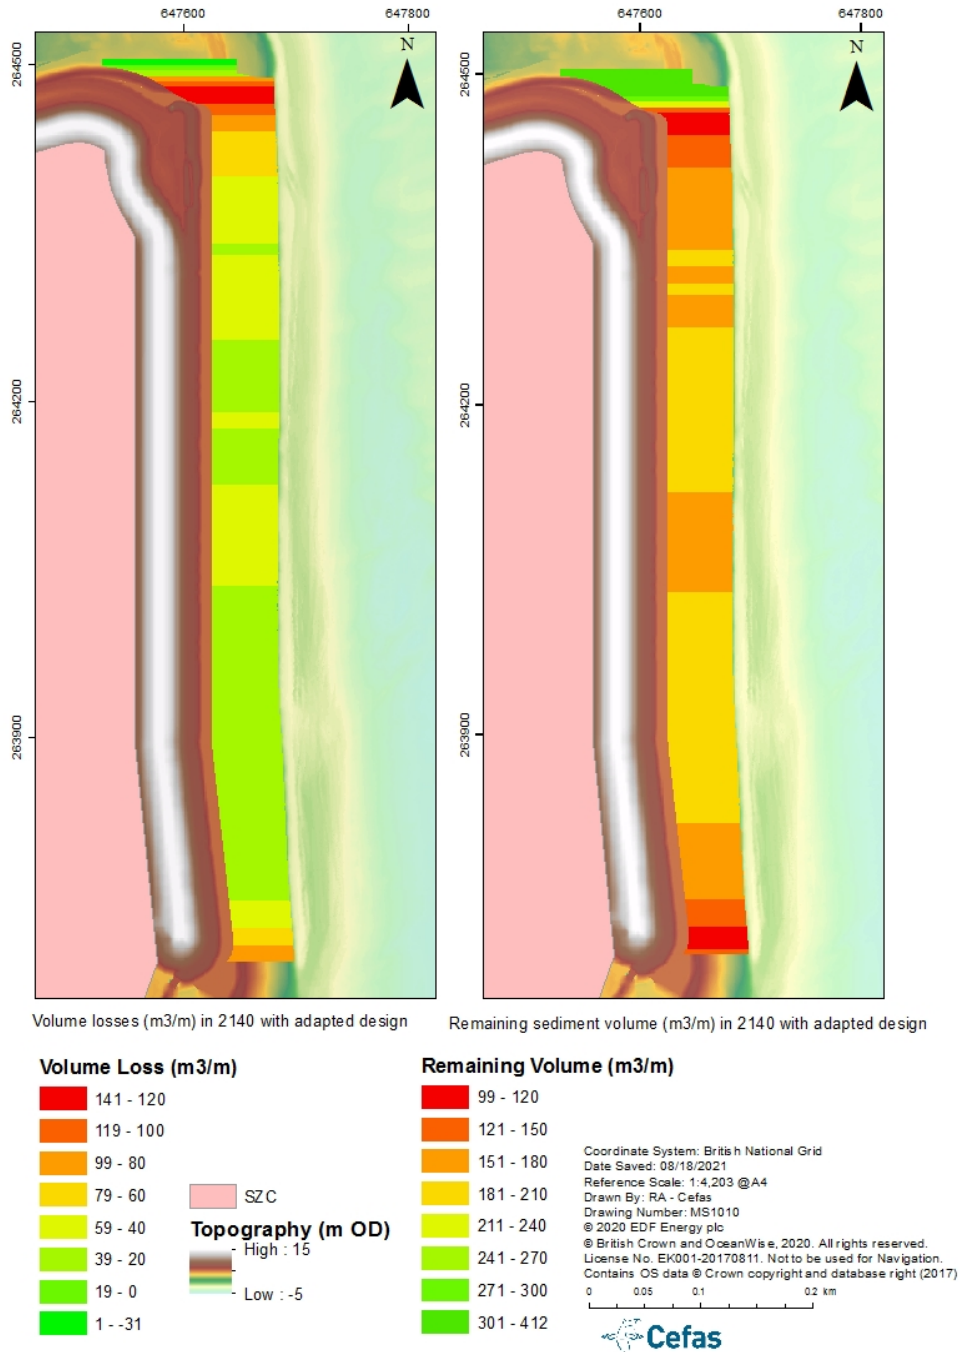 647600 647800 647600 647800
N N
264500 264500
264200 264200
263900 263900
Volume losses (m3/m) in 2140 with adapted design
Remaining sediment volume (m3/m) in 2140 with adapted design
Volume Loss (m3/m)
141 - 120
119 - 100
99 - 80
79 - 60
59 - 40
39 - 20
19 - 0
1 - -31
SZC
Topography (m OD)
High : 15
Low : -5
Remaining Volume (m3/m)
99 - 120
121 - 150
151 - 180
181 - 210
211 - 240
241 - 270
271 - 300
301 - 412
Coordinate System: British National Grid
Date Saved: 08/18/2021
Reference Scale: 1:4,203 @A4
Drawn By: RA - Cefas
Drawing Number: MS1010
© 2020 EDF Energy plc
© British Crown and OceanWise, 2020. All rights reserved.
License No. EK001-20170811. Not to be used for Navigation.
Contains OS data © Crown copyright and database right (2017)
0 0.05 0.1 0.2 km
Cefas